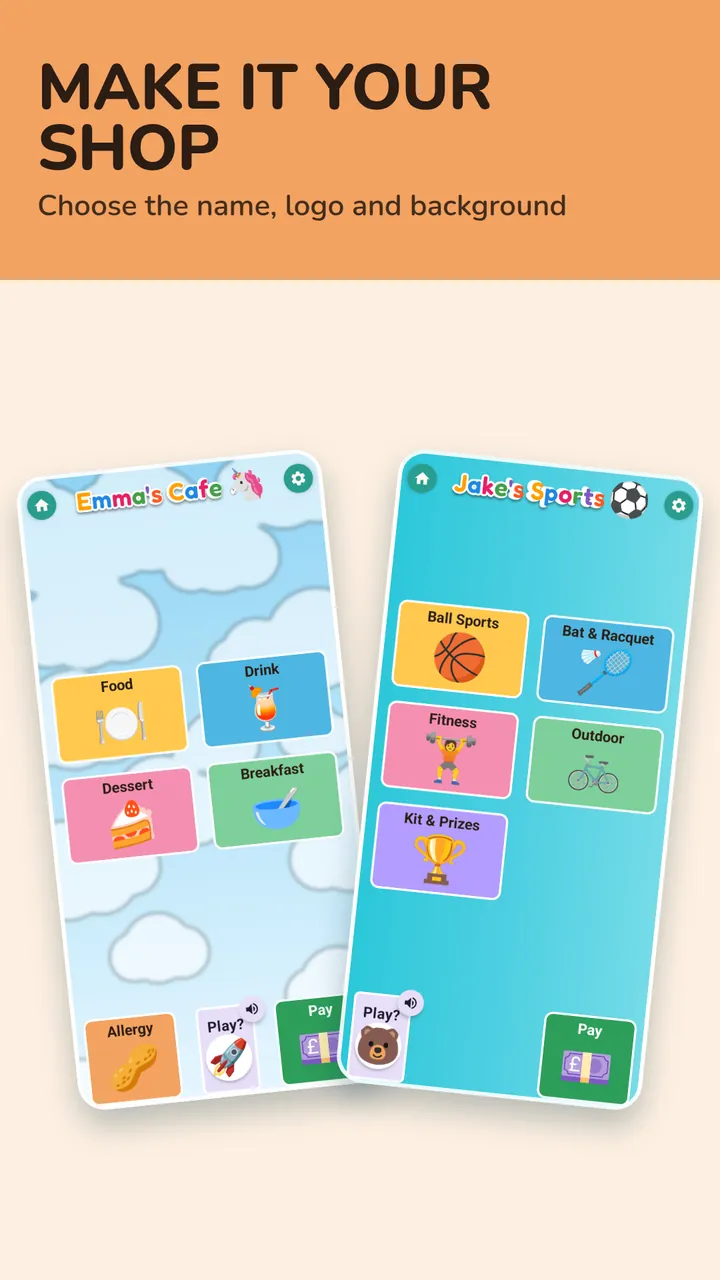 MAKE IT YOUR
SHOP
Choose the name, logo and background
Emma's Cafe
Food
Drink
Dessert
Breakfast
Allergy
Play?
Pay
£
Jake's Sports
Ball Sports
Bat & Racquet
Fitness
Outdoor
Kit & Prizes
Play?
Pay
£